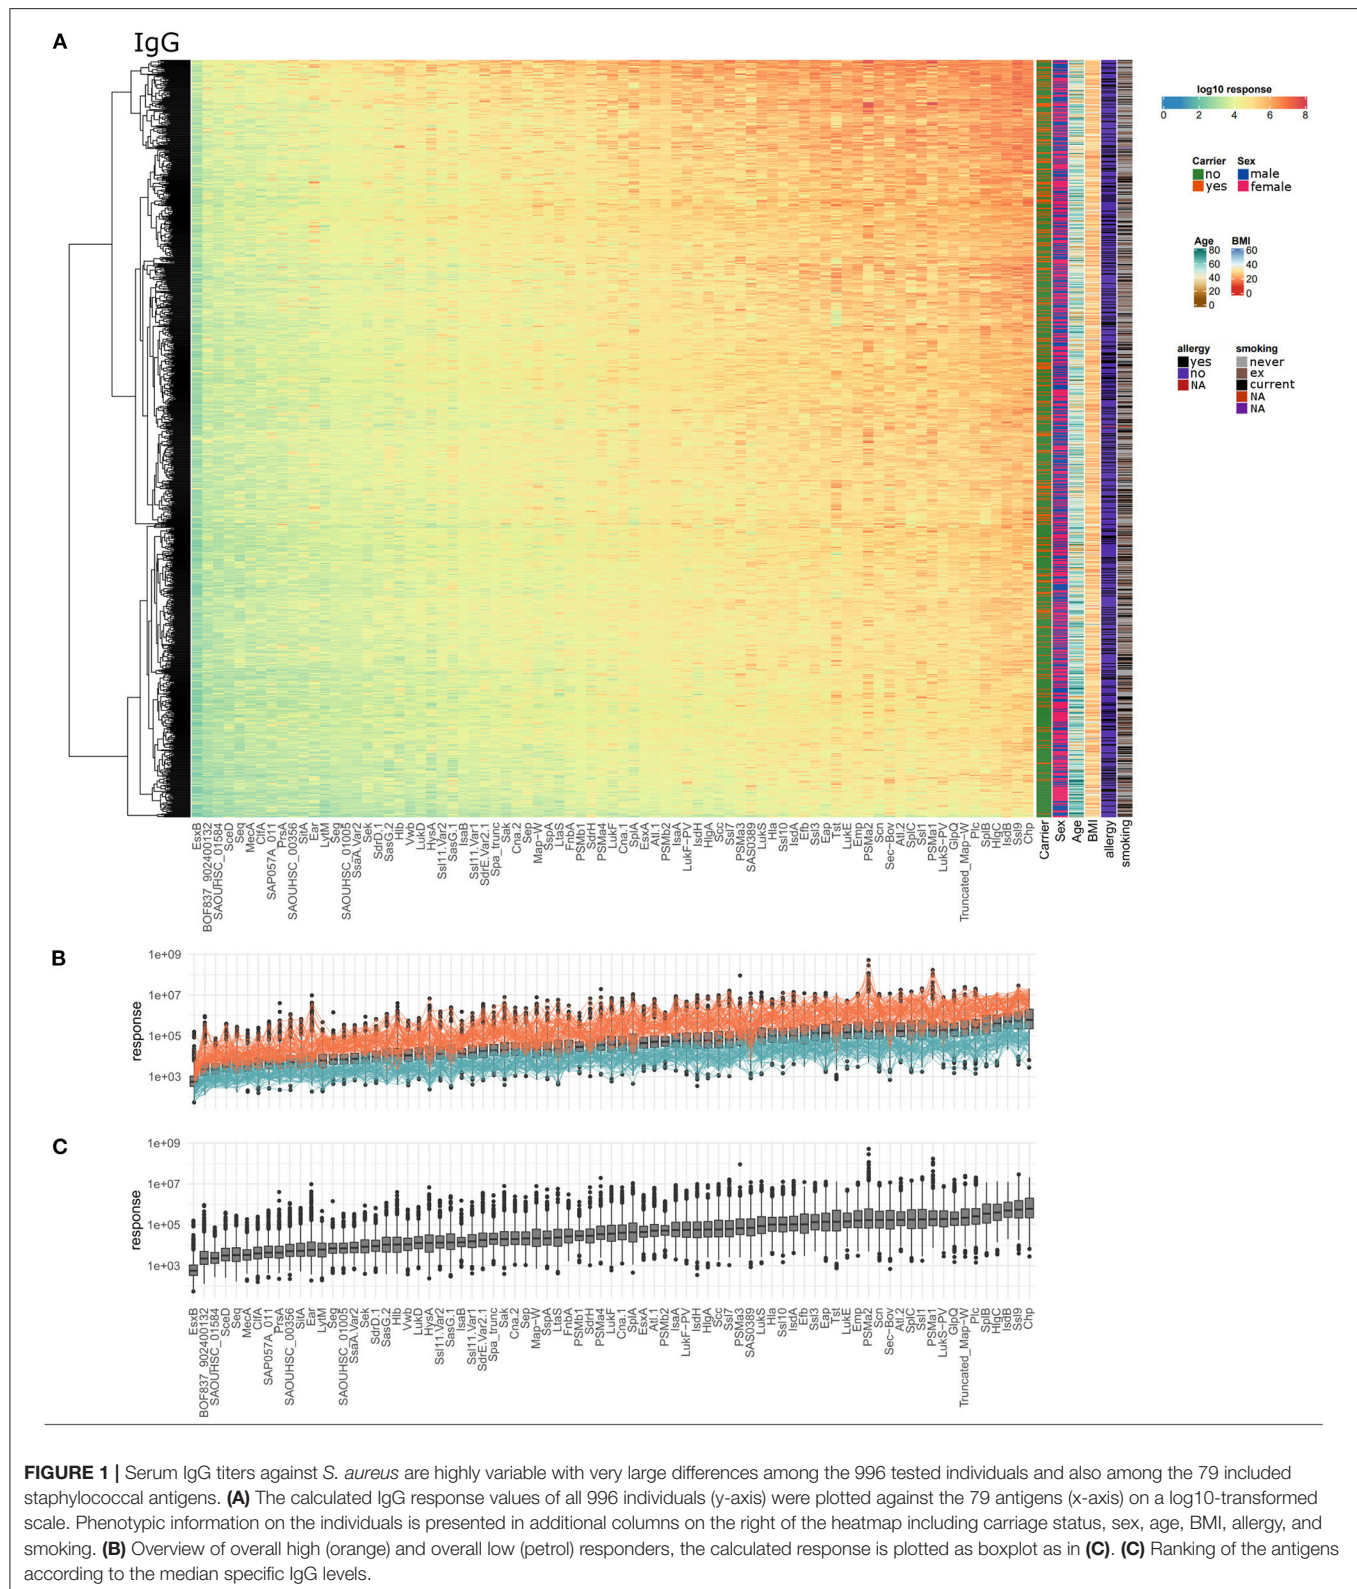 A
IgG
log10 response
0 2 4 6 8
Carrier Sex
no male
yes female
Age BMI
80 60
60 40
40 20
20 0
0
allergy smoking
yes never
no ex
NA current
NA
NA
EsxB
BOF837_902400132
SAOUHSC_01584
SceD
Seq
MecA
ClfA
SAP057A_011
PrsA
SAOUHSC_00356
SitA
Ear
LytM
Seg
SAOUHSC_01005
SsaA.Var2
Sek
SdrD.1
SasG.2
Hlb
Vwb
LukD
HysA
Ssl11.Var2
SasG.1
IsaB
Ssl11.Var1
SdrE.Var2.1
Spa_trunc
Sak
Cna.2
Sep
Map-W
SspA
LtaS
FnbA
PSMb1
SdrH
PSMa4
LukF
Cna.1
SplA
EsxA
Atl.1
PSMb2
IsaA
LukF-PV
IsdH
HlgA
Scc
Ssl7
PSMa3
SAS0389
LukS
Hla
Ssl10
IsdA
Efb
Ssl3
Eap
Tst
LukE
Emp
PSMa2
Scn
Sec-Bov
Atl.2
SplC
Ssl1
PSMa1
LukS-PV
GlpQ
Truncated_Map-W
Plc
SplB
HlgC
IsdB
Ssl9
Chp
Carrier
Sex
Age
BMI
allergy
smoking
B
response
1e+09
1e+07
1e+05
1e+03
C
response
1e+09
1e+07
1e+05
1e+03
EsxB
BOF837_902400132
SAOUHSC_01584
SceD
Seq
MecA
ClfA
SAP057A_011
PrsA
SAOUHSC_00356
SitA
Ear
LytM
Seg
SAOUHSC_01005
SsaA.Var2
Sek
SdrD.1
SasG.2
Hlb
Vwb
LukD
HysA
Ssl11.Var2
SasG.1
IsaB
Ssl11.Var1
SdrE.Var2.1
Spa_trunc
Sak
Cna.2
Sep
Map-W
SspA
LtaS
FnbA
PSMb1
SdrH
PSMa4
LukF
Cna.1
SplA
EsxA
Atl.1
PSMb2
IsaA
LukF-PV
IsdH
HlgA
Scc
Ssl7
PSMa3
SAS0389
LukS
Hla
Ssl10
IsdA
Efb
Ssl3
Eap
Tst
LukE
Emp
PSMa2
Scn
Sec-Bov
Atl.2
SplC
Ssl1
PSMa1
LukS-PV
GlpQ
Truncated_Map-W
Plc
SplB
HlgC
IsdB
Ssl9
Chp
FIGURE 1 | Serum IgG titers against S. aureus are highly variable with very large differences among the 996 tested individuals and also among the 79 included
staphylococcal antigens. (A) The calculated IgG response values of all 996 individuals (y-axis) were plotted against the 79 antigens (x-axis) on a log10-transformed
scale. Phenotypic information on the individuals is presented in additional columns on the right of the heatmap including carriage status, sex, age, BMI, allergy, and
smoking. (B) Overview of overall high (orange) and overall low (petrol) responders, the calculated response is plotted as boxplot as in (C). (C) Ranking of the antigens
according to the median specific IgG levels.